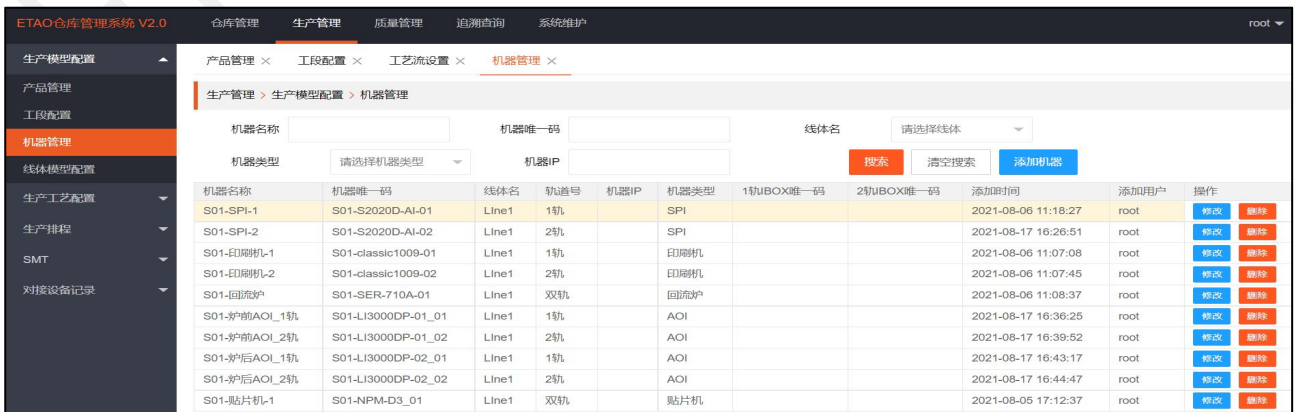 ETAO仓库管理系统 V2.0 仓库管理 生产管理 质量管理 追溯查询 系统维护 root
生产模型配置
产品管理
工段配置
机器管理
线体模型配置
生产工艺配置
生产排程
SMT
对接设备记录
产品管理 × 工段配置 × 工艺流设置 × 机器管理 ×
生产管理 > 生产模型配置 > 机器管理
机器名称 机器唯一码 线体名 请选择线体
机器类型 请选择机器类型 机器IP 搜索 清空搜索 添加机器
机器名称 机器唯一码 线体名 轨道号 机器IP 机器类型 1轨IBOX唯一码 2轨IBOX唯一码 添加时间 添加用户 操作
S01-SPI-1 S01-S2020D-AI-01 LIne1 1轨 SPI 2021-08-06 11:18:27 root 修改 删除
S01-SPI-2 S01-S2020D-AI-02 LIne1 2轨 SPI 2021-08-17 16:26:51 root 修改 删除
S01-印刷机-1 S01-classic1009-01 LIne1 1轨 印刷机 2021-08-06 11:07:08 root 修改 删除
S01-印刷机-2 S01-classic1009-02 LIne1 2轨 印刷机 2021-08-06 11:07:45 root 修改 删除
S01-回流炉 S01-SER-710A-01 LIne1 双轨 回流炉 2021-08-06 11:08:37 root 修改 删除
S01-炉前AOI_1轨 S01-LI3000DP-01_01 LIne1 1轨 AOI 2021-08-17 16:36:25 root 修改 删除
S01-炉前AOI_2轨 S01-LI3000DP-01_02 LIne1 2轨 AOI 2021-08-17 16:39:52 root 修改 删除
S01-炉后AOI_1轨 S01-LI3000DP-02_01 LIne1 1轨 AOI 2021-08-17 16:43:17 root 修改 删除
S01-炉后AOI_2轨 S01-LI3000DP-02_02 LIne1 2轨 AOI 2021-08-17 16:44:47 root 修改 删除
S01-贴片机-1 S01-NPM-D3_01 LIne1 双轨 贴片机 2021-08-05 17:12:37 root 修改 删除